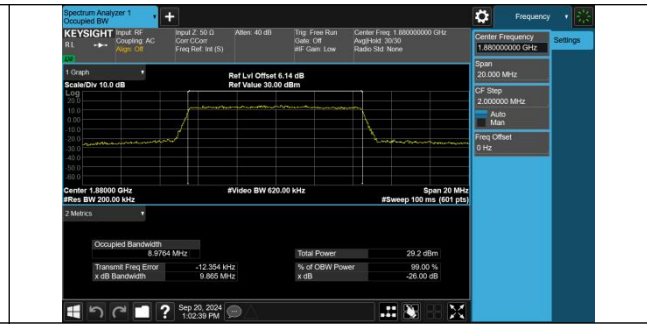 Spectrum Analyzer 1
Occupied BW
KEYSIGHT Input: RF Input Z: 50 Ω Atten: 40 dB Trig: Free Run Center Freq: 1.880000000 GHz
RL Coupling: AC Corr CCorr Gate: Off Avg|Hold: 30/30
Align: Off Freq Ref: Int (S) #IF Gain: Low Radio Std: None
1 Graph
Ref Lvl Offset 6.14 dB
Scale/Div 10.0 dB Ref Value 30.00 dBm
Log
20.0
10.0
0.00
-10.0
-20.0
-30.0
-40.0
-50.0
-60.0
Center 1.88000 GHz #Video BW 620.00 kHz Span 20 MHz
#Res BW 200.00 kHz #Sweep 100 ms (601 pts)
2 Metrics
Occupied Bandwidth
8.9764 MHz Total Power 29.2 dBm
Transmit Freq Error -12.354 kHz % of OBW Power 99.00 %
x dB Bandwidth 9.865 MHz x dB -26.00 dB
Sep 20, 2024
1:02:39 PM
Frequency
Settings
Center Frequency
1.880000000 GHz
Span
20.000 MHz
CF Step
2.000000 MHz
Auto
Man
Freq Offset
0 Hz